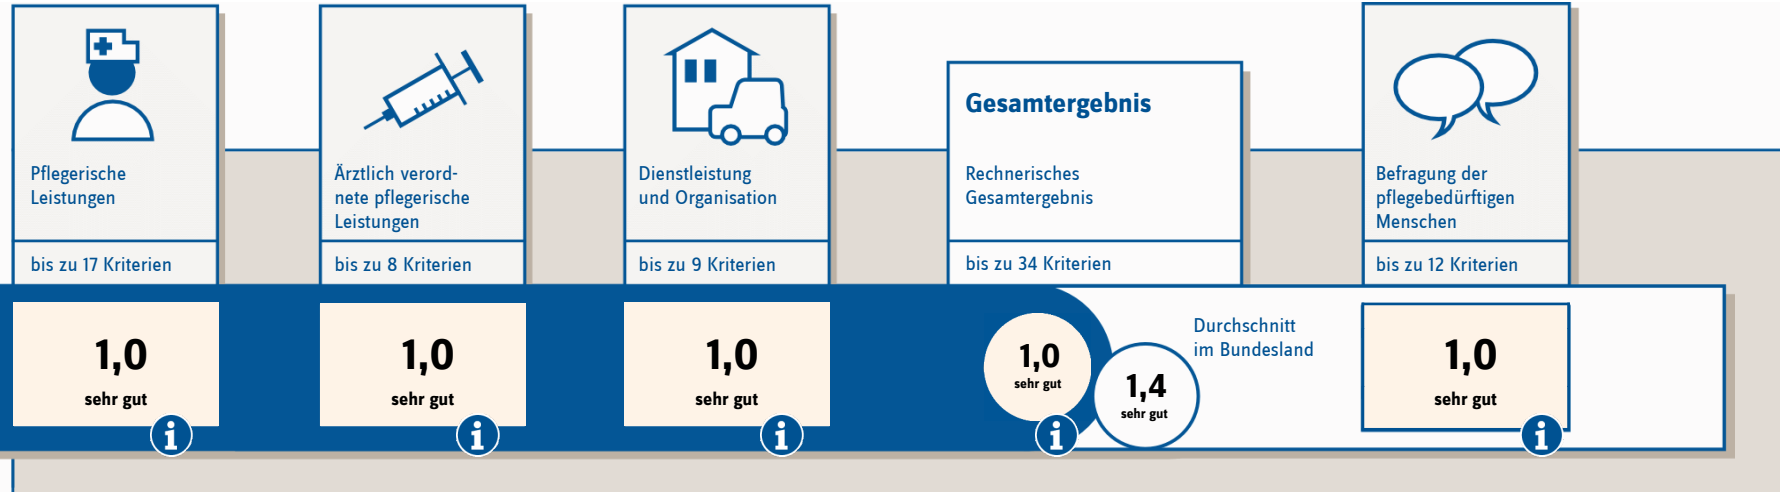 Pflegerische
Leistungen
bis zu 17 Kriterien
1,0
sehr gut
i
Ärztlich verord-
nete pflegerische
Leistungen
bis zu 8 Kriterien
1,0
sehr gut
i
Dienstleistung
und Organisation
bis zu 9 Kriterien
1,0
sehr gut
i
Gesamtergebnis
Rechnerisches
Gesamtergebnis
bis zu 34 Kriterien
1,0
sehr gut
i
Durchschnitt
im Bundesland
1,4
sehr gut
Befragung der
pflegebedürftigen
Menschen
bis zu 12 Kriterien
1,0
sehr gut
i